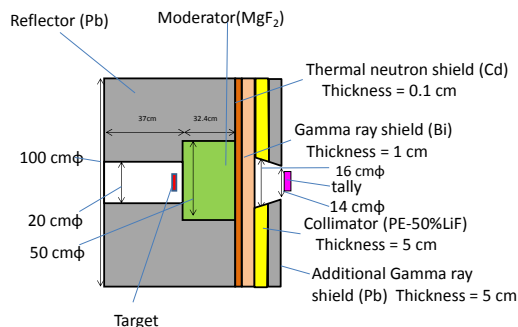 Reflector (Pb)
Moderator(MgF₂)
Thermal neutron shield (Cd)
Thickness = 0.1 cm
37cm
32.4cm
Gamma ray shield (Bi)
Thickness = 1 cm
100 cmϕ
16 cmϕ
tally
20 cmϕ
14 cmϕ
50 cmϕ
Collimator (PE-50%LiF)
Thickness = 5 cm
Additional Gamma ray
shield (Pb) Thickness = 5 cm
Target